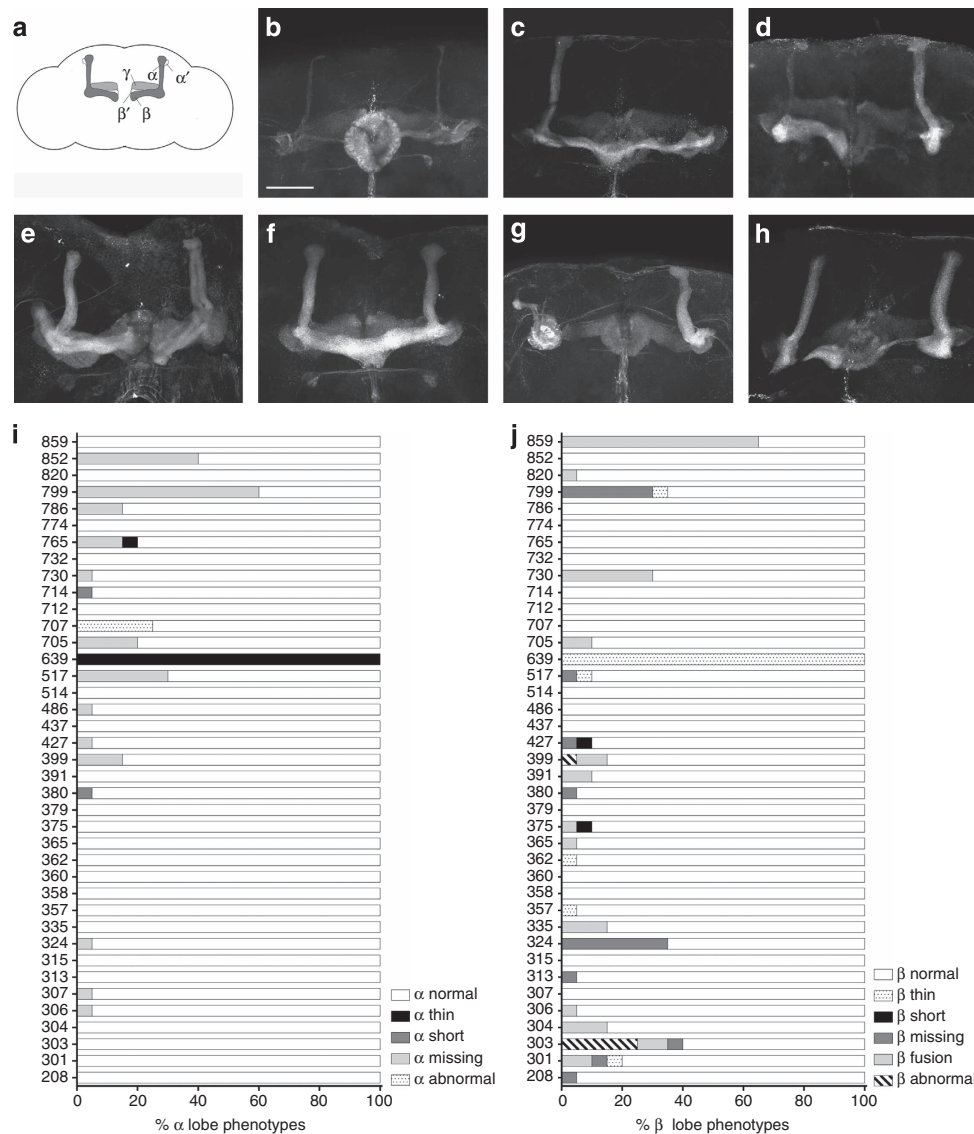 a
γ
α
α′
β′
β
b
c
d
e
f
g
h
i
859
852
820
799
786
774
765
732
730
714
712
707
705
639
517
514
486
437
427
399
391
380
379
375
365
362
360
358
357
335
324
315
313
307
306
304
303
301
208
0 20 40 60 80 100
% α lobe phenotypes
α normal
α thin
α short
α missing
α abnormal
j
859
852
820
799
786
774
765
732
730
714
712
707
705
639
517
514
486
437
427
399
391
380
379
375
365
362
360
358
357
335
324
315
313
307
306
304
303
301
208
0 20 40 60 80 100
% β lobe phenotypes
β normal
β thin
β short
β missing
β fusion
β abnormal